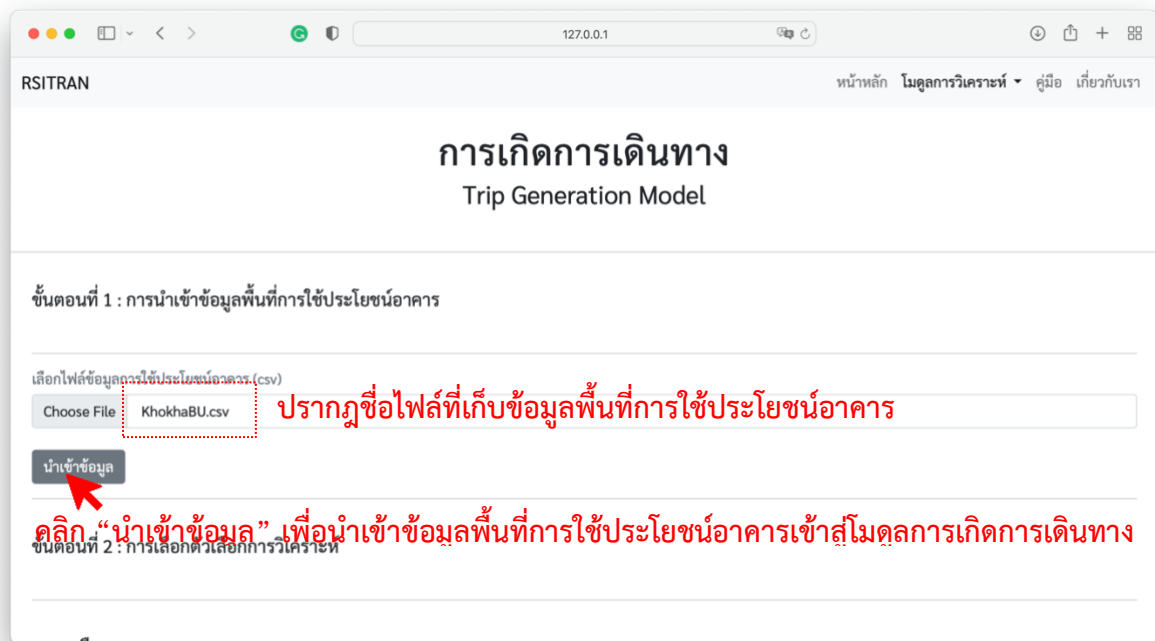 127.0.0.1
RSITRAN หน้าหลัก โมดูลการวิเคราะห์ คู่มือ เกี่ยวกับเรา
การเกิดการเดินทาง
Trip Generation Model
ขั้นตอนที่ 1 : การนำเข้าข้อมูลพื้นที่การใช้ประโยชน์อาคาร
เลือกไฟล์ข้อมูลการใช้ประโยชน์อาคาร (csv)
Choose File KhokhaBU.csv ปรากฏชื่อไฟล์ที่เก็บข้อมูลพื้นที่การใช้ประโยชน์อาคาร
นำเข้าข้อมูล
คลิก “นำเข้าข้อมูล” เพื่อนำเข้าข้อมูลพื้นที่การใช้ประโยชน์อาคารเข้าสู่โมดูลการเกิดการเดินทาง
ขั้นตอนที่ 2 : การเลือกตัวเลือกการวิเคราะห์